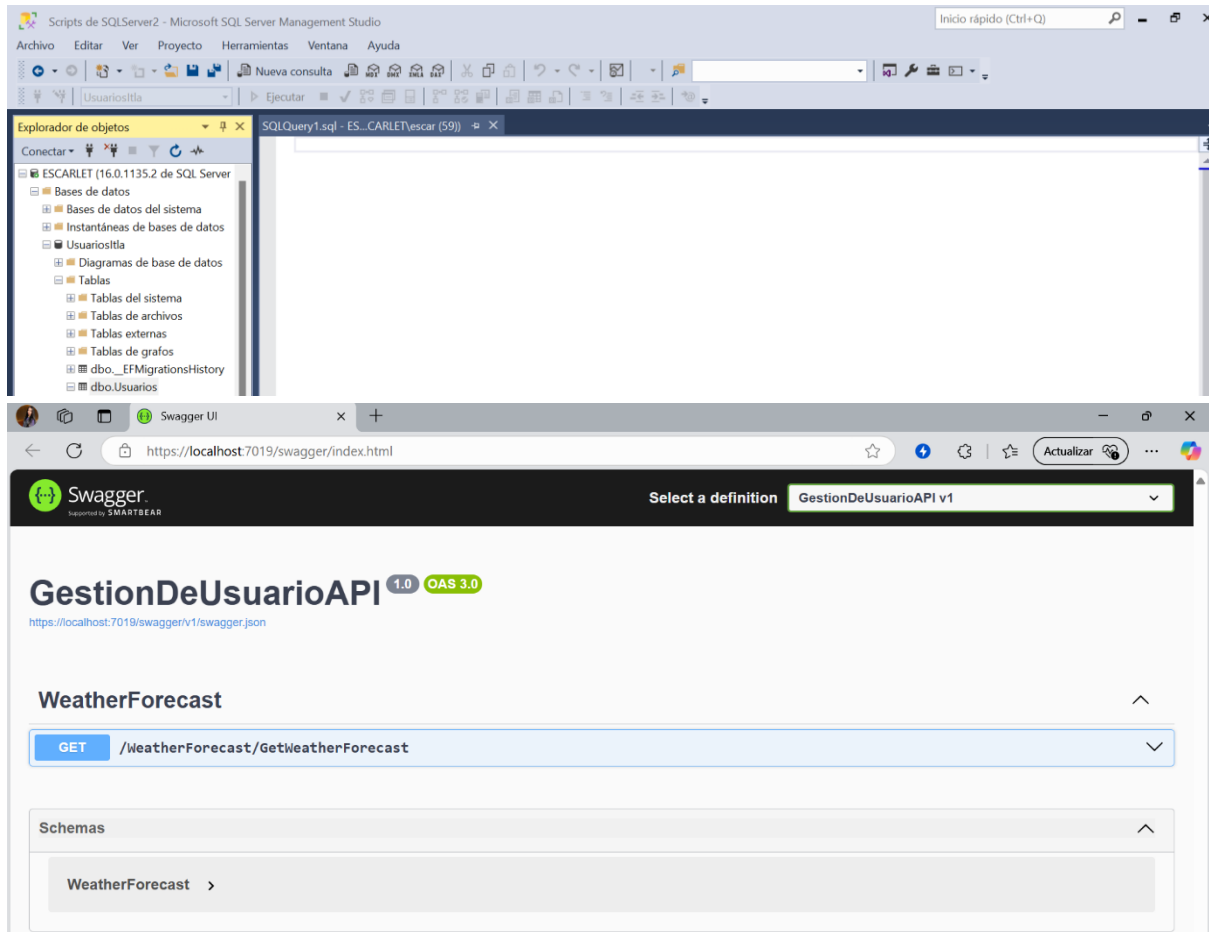 Scripts de SQLServer2 - Microsoft SQL Server Management Studio
Inicio rápido (Ctrl+Q)
Archivo Editar Ver Proyecto Herramientas Ventana Ayuda
Nueva consulta MDX DMX XMLA DAX
UsuariosItla Ejecutar
Explorador de objetos
SQLQuery1.sql - ES...CARLET\escar (59))
Conectar
ESCARLET (16.0.1135.2 de SQL Server
Bases de datos
Bases de datos del sistema
Instantáneas de bases de datos
UsuariosItla
Diagramas de base de datos
Tablas
Tablas del sistema
Tablas de archivos
Tablas externas
Tablas de grafos
dbo.__EFMigrationsHistory
dbo.Usuarios
Swagger UI
https://localhost:7019/swagger/index.html
Actualizar
Swagger.
Supported by SMARTBEAR
Select a definition
GestionDeUsuarioAPI v1
GestionDeUsuarioAPI 1.0 OAS 3.0
https://localhost:7019/swagger/v1/swagger.json
WeatherForecast
GET /WeatherForecast/GetWeatherForecast
Schemas
WeatherForecast